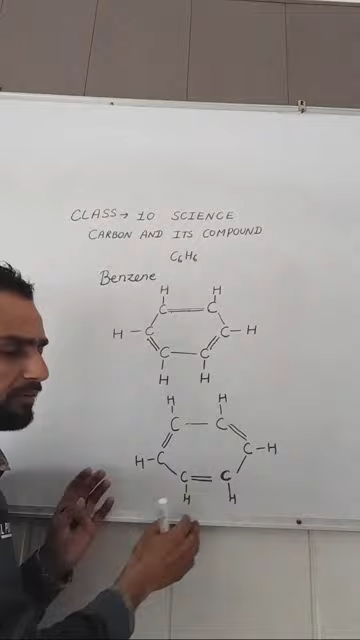 CLASS → 10 SCIENCE
CARBON AND ITS COMPOUND
C₆H₆
Benzene
H H
C C
H C C H
C C
H H
H H
C C
H C C H
C C
H H